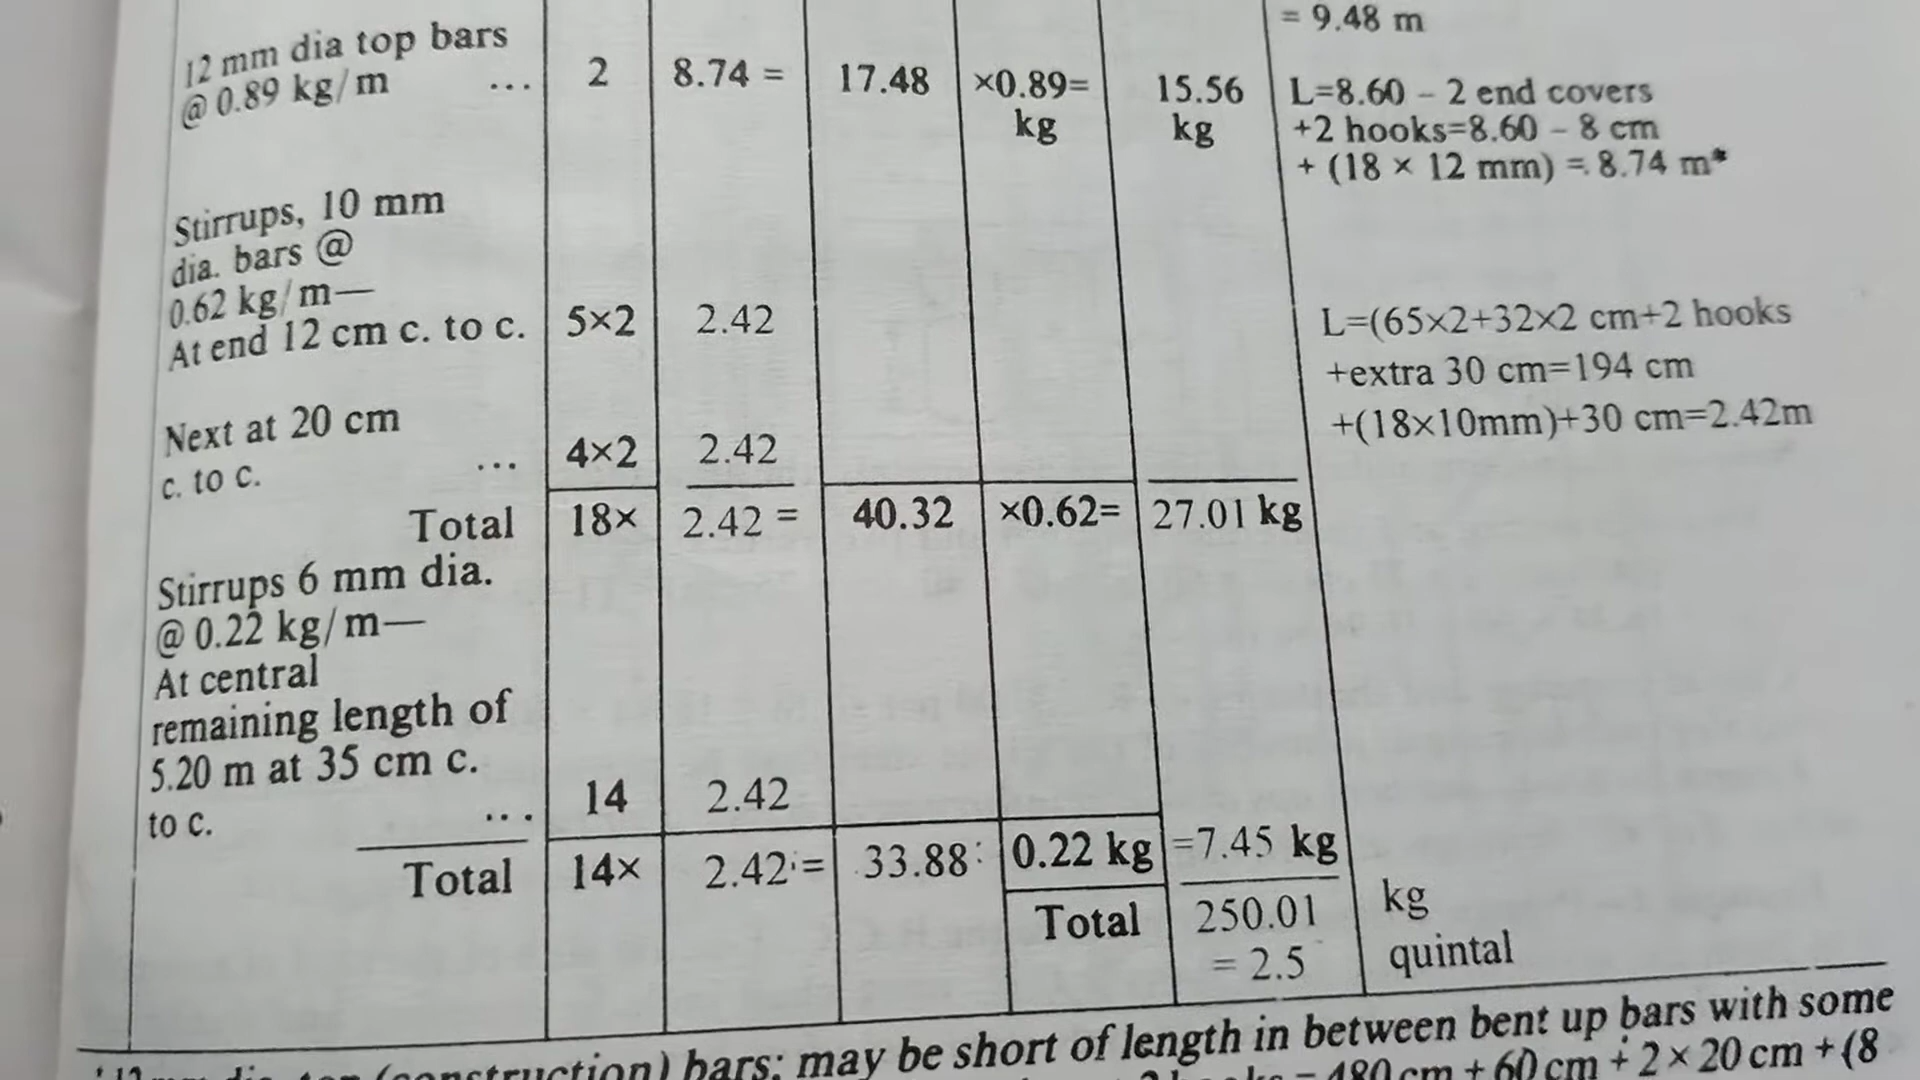 = 9.48 m
12 mm dia top bars
@ 0.89 kg/m ... 2 8.74 = 17.48 ×0.89= 15.56 L=8.60 - 2 end covers
kg kg +2 hooks=8.60 - 8 cm
+ (18 × 12 mm) = 8.74 m*
Stirrups, 10 mm
dia. bars @
0.62 kg/m—
At end 12 cm c. to c. 5×2 2.42 L=(65×2+32×2 cm+2 hooks
+extra 30 cm=194 cm
Next at 20 cm +(18×10mm)+30 cm=2.42m
c. to c. ... 4×2 2.42
Total 18× 2.42 = 40.32 ×0.62= 27.01 kg
Stirrups 6 mm dia.
@ 0.22 kg/m—
At central
remaining length of
5.20 m at 35 cm c.
to c. ... 14 2.42
Total 14× 2.42 = 33.88 0.22 kg =7.45 kg
Total 250.01 kg
= 2.5 quintal
(construction) bars: may be short of length in between bent up bars with some
480 cm + 60 cm + 2 × 20 cm + (8